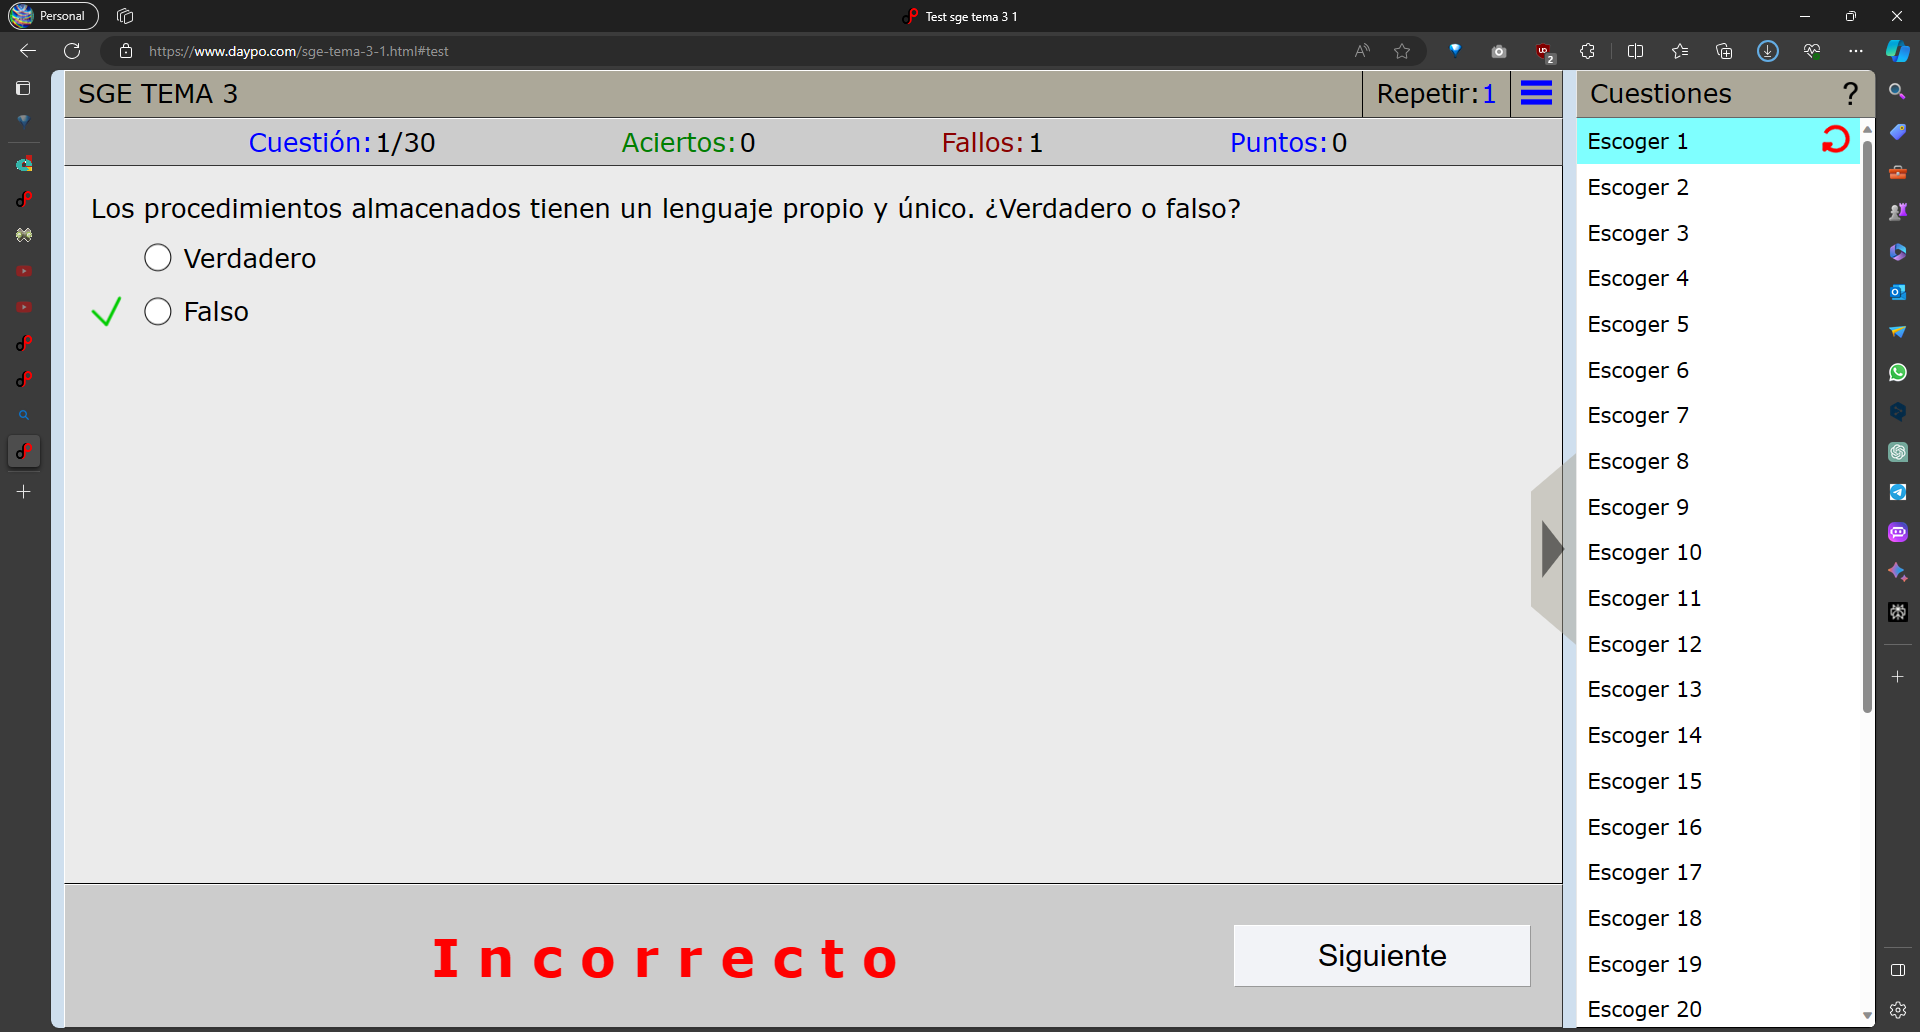 Personal
Test sge tema 3 1
https://www.daypo.com/sge-tema-3-1.html#test
2
SGE TEMA 3
Repetir:1
Cuestiones
?
Cuestión:1/30
Aciertos:0
Fallos:1
Puntos:0
Los procedimientos almacenados tienen un lenguaje propio y único. ¿Verdadero o falso?
Verdadero
Falso
Incorrecto
Siguiente
Escoger 1
Escoger 2
Escoger 3
Escoger 4
Escoger 5
Escoger 6
Escoger 7
Escoger 8
Escoger 9
Escoger 10
Escoger 11
Escoger 12
Escoger 13
Escoger 14
Escoger 15
Escoger 16
Escoger 17
Escoger 18
Escoger 19
Escoger 20